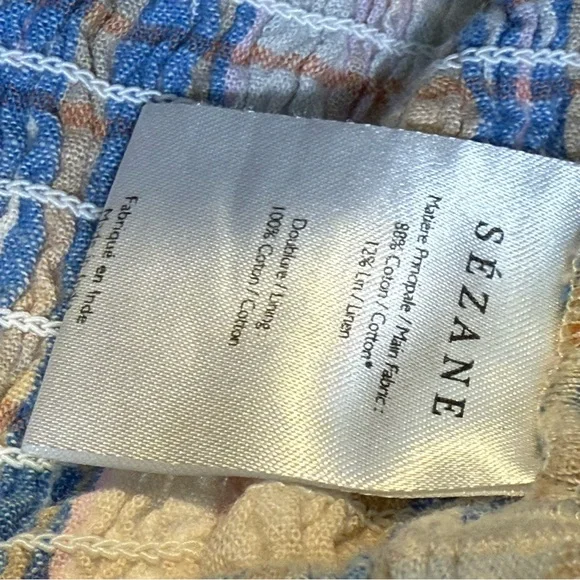 SÉZANE
Matière Principale / Main Fabric :
88% Coton / Cotton*
12% Lin / Linen
Doublure / Lining
100% Coton / Cotton
Fabriqué en Inde